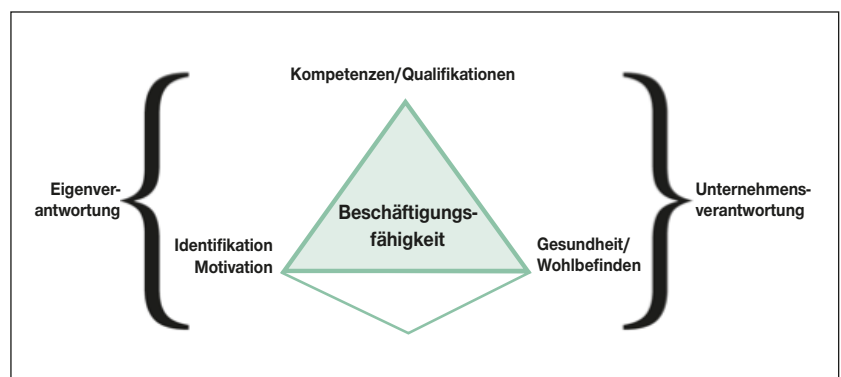 Kompetenzen/Qualifikationen
Eigenver-
antwortung
Unternehmens-
verantwortung
Beschäftigungs-
fähigkeit
Identifikation
Motivation
Gesundheit/
Wohlbefinden